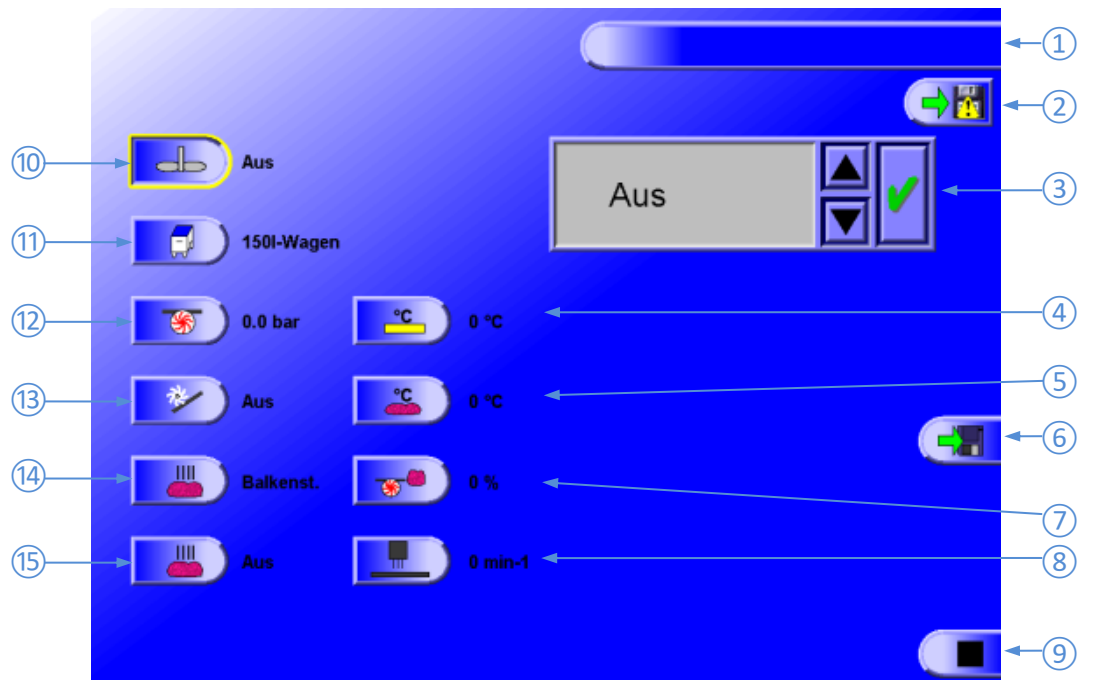 ①
②
⑩ Aus
Aus ③
⑪ 150l-Wagen
⑫ 0.0 bar °C 0 °C ④
⑬ Aus °C 0 °C ⑤
⑥
⑭ Balkenst. 0 % ⑦
⑮ Aus 0 min-1 ⑧
⑨